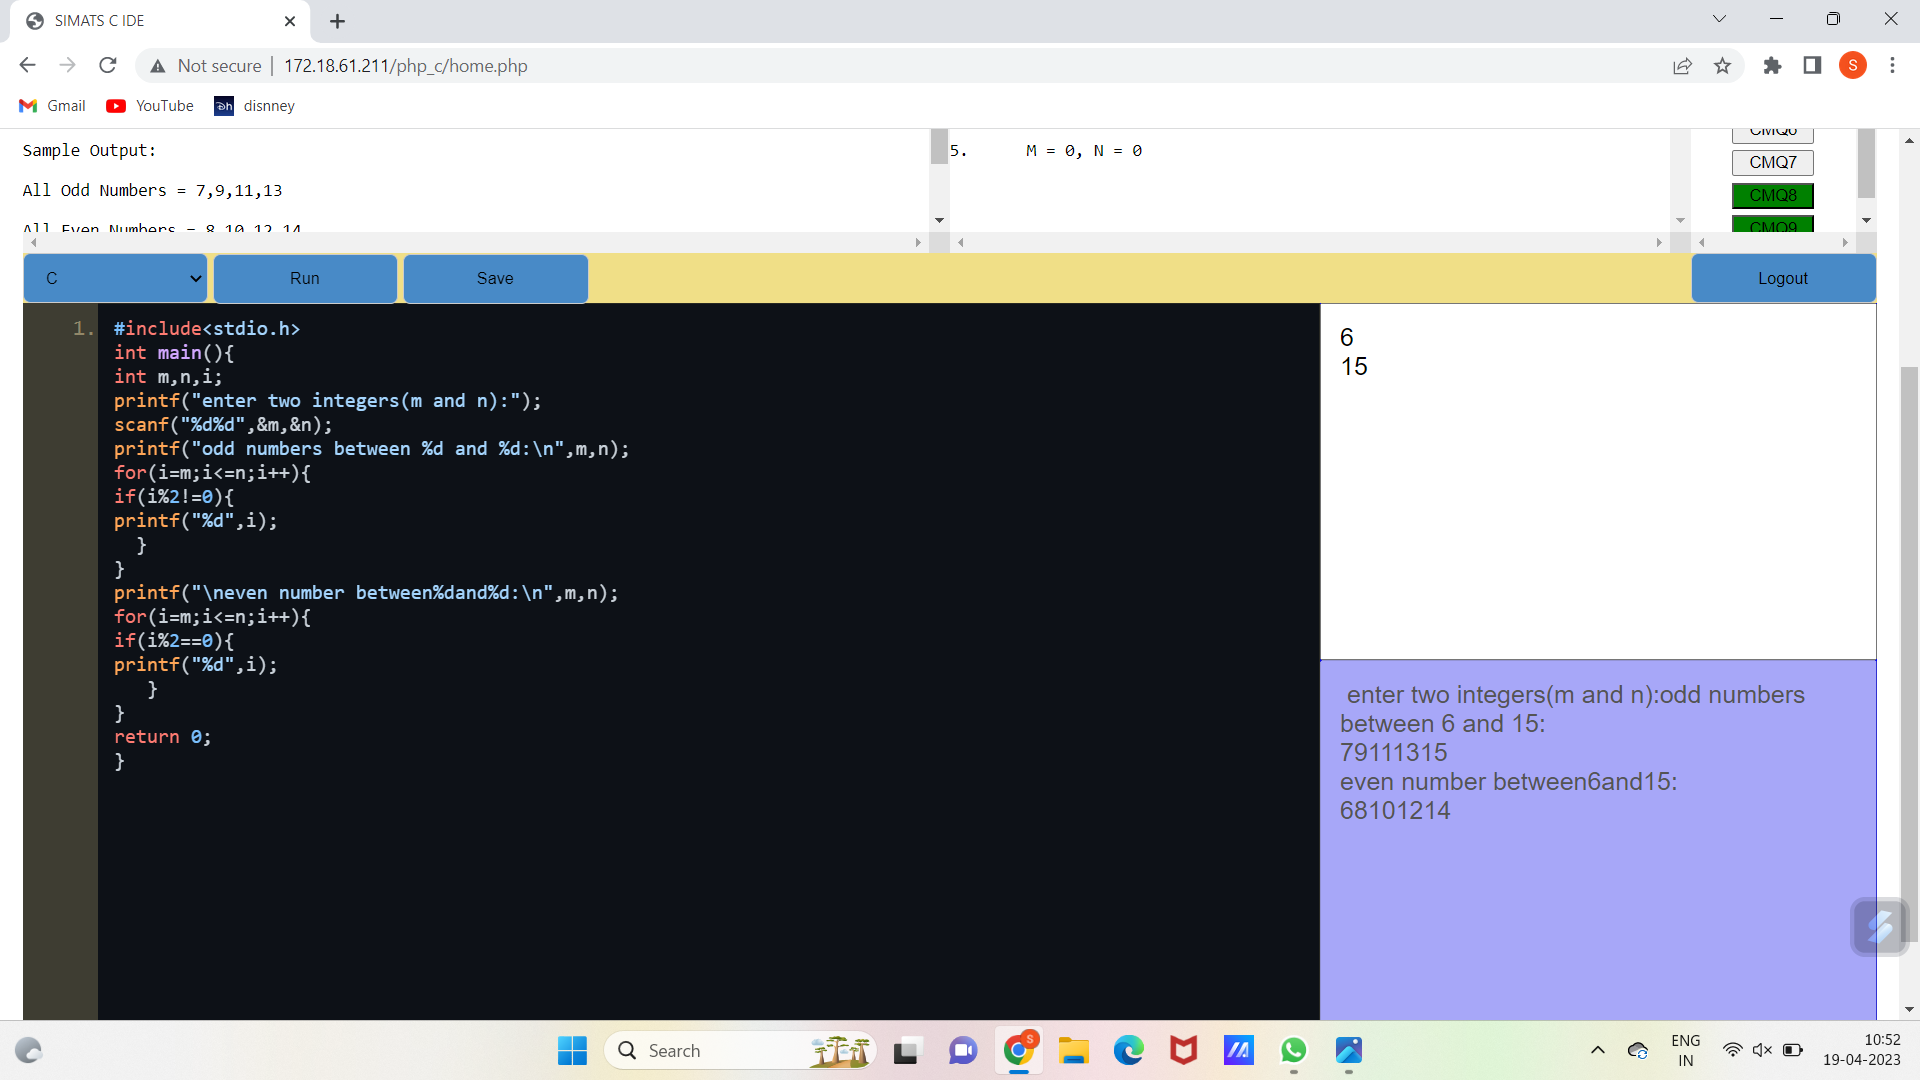 SIMATS C IDE
Not secure | 172.18.61.211/php_c/home.php
S
Gmail YouTube disnney
Sample Output:
All Odd Numbers = 7,9,11,13
All Even Numbers = 8,10,12,14
5. M = 0, N = 0
CMQ6
CMQ7
CMQ8
CMQ9
C Run Save Logout
1. #include<stdio.h>
int main(){
int m,n,i;
printf("enter two integers(m and n):");
scanf("%d%d",&m,&n);
printf("odd numbers between %d and %d:\n",m,n);
for(i=m;i<=n;i++){
if(i%2!=0){
printf("%d",i);
}
}
printf("\neven number between%dand%d:\n",m,n);
for(i=m;i<=n;i++){
if(i%2==0){
printf("%d",i);
}
}
return 0;
}
6
15
enter two integers(m and n):odd numbers
between 6 and 15:
79111315
even number between6and15:
68101214
Search
S
ENG
IN
10:52
19-04-2023